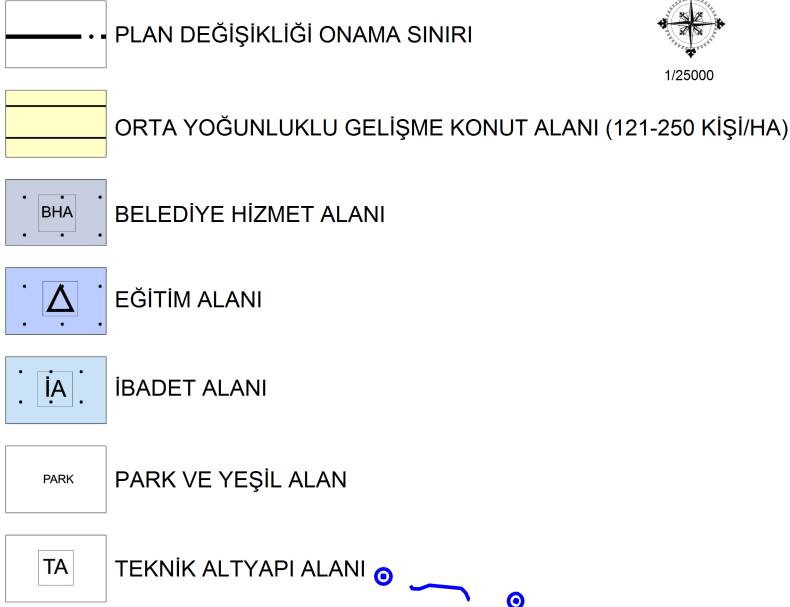 PLAN DEĞİŞİKLİĞİ ONAMA SINIRI
1/25000
ORTA YOĞUNLUKLU GELİŞME KONUT ALANI (121-250 KİŞİ/HA)
BHA BELEDİYE HİZMET ALANI
EĞİTİM ALANI
İA İBADET ALANI
PARK PARK VE YEŞİL ALAN
TA TEKNİK ALTYAPI ALANI